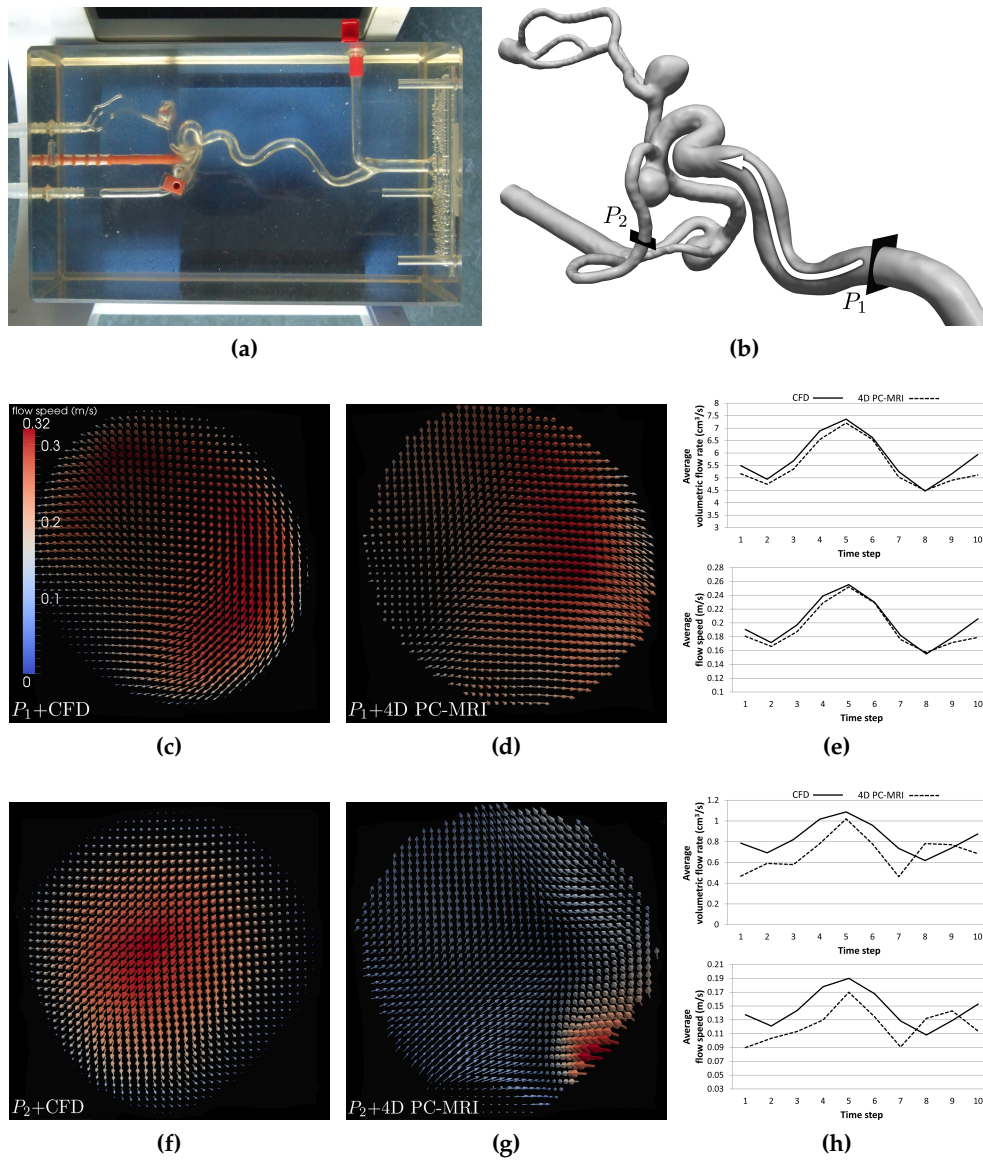 (a)
P2
P1
(b)
flow speed (m/s)
0.32
0.3
0.2
0.1
0
P1+CFD
(c)
P1+4D PC-MRI
(d)
CFD 4D PC-MRI
Average
volumetric flow rate (cm³/s)
8
7.5
7
6.5
6
5.5
5
4.5
4
3.5
3
1 2 3 4 5 6 7 8 9 10
Time step
Average
flow speed (m/s)
0.28
0.26
0.24
0.22
0.2
0.18
0.16
0.14
0.12
0.1
1 2 3 4 5 6 7 8 9 10
Time step
(e)
P2+CFD
(f)
P2+4D PC-MRI
(g)
CFD 4D PC-MRI
Average
volumetric flow rate (cm³/s)
1.2
1
0.8
0.6
0.4
0.2
0
1 2 3 4 5 6 7 8 9 10
Time step
Average
flow speed (m/s)
0.21
0.19
0.17
0.15
0.13
0.11
0.09
0.07
0.05
0.03
1 2 3 4 5 6 7 8 9 10
Time step
(h)